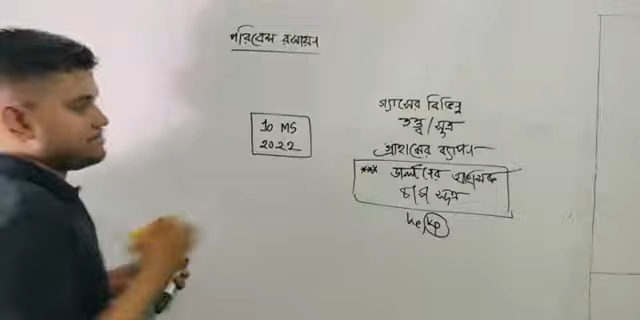 পরিবেশ রসায়ন
10 MS
2022
গ্যাসের বিভিন্ন
তত্ত্ব/সূত্র
গ্রাহামের ব্যাপন
*** ডাল্টনের আংশিক
চাপ সূত্র
Kc/Kp